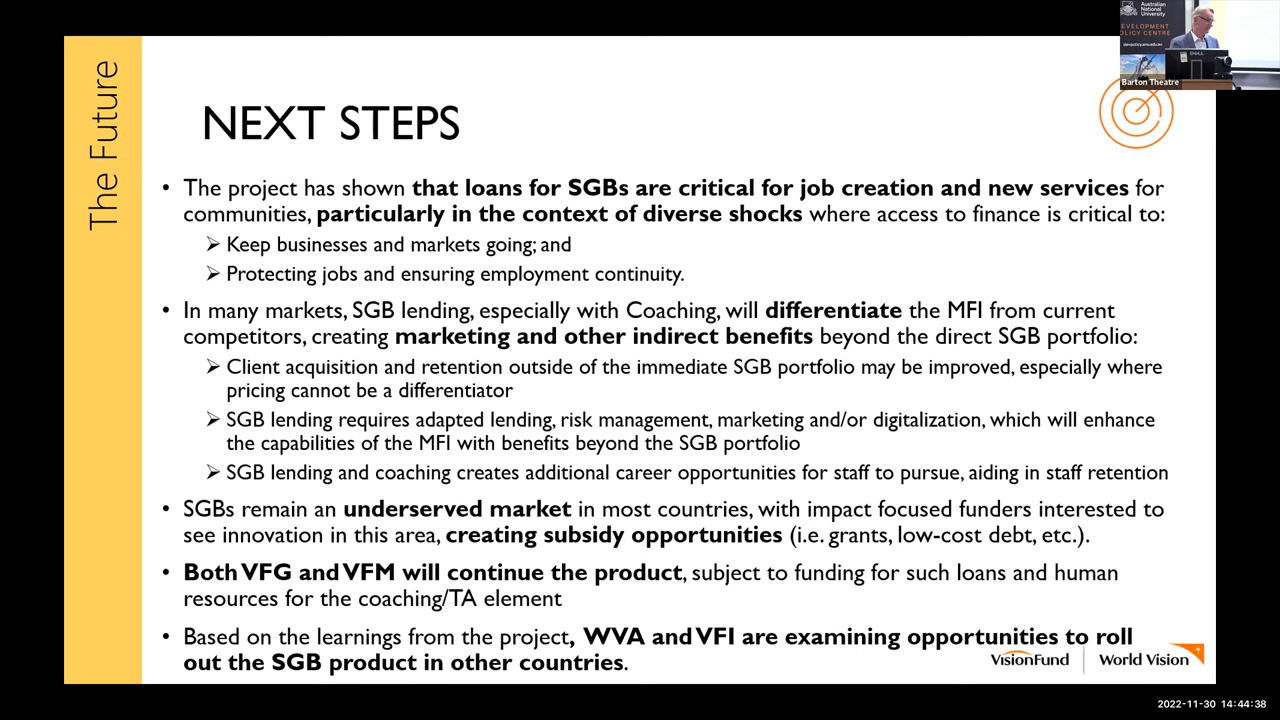 Australian
National
University
DEVELOPMENT
POLICY CENTRE
devpolicy.anu.edu.au
DELL
Barton Theatre
The Future
NEXT STEPS
• The project has shown that loans for SGBs are critical for job creation and new services for
communities, particularly in the context of diverse shocks where access to finance is critical to:
➢ Keep businesses and markets going; and
➢ Protecting jobs and ensuring employment continuity.
• In many markets, SGB lending, especially with Coaching, will differentiate the MFI from current
competitors, creating marketing and other indirect benefits beyond the direct SGB portfolio:
➢ Client acquisition and retention outside of the immediate SGB portfolio may be improved, especially where
pricing cannot be a differentiator
➢ SGB lending requires adapted lending, risk management, marketing and/or digitalization, which will enhance
the capabilities of the MFI with benefits beyond the SGB portfolio
➢ SGB lending and coaching creates additional career opportunities for staff to pursue, aiding in staff retention
• SGBs remain an underserved market in most countries, with impact focused funders interested to
see innovation in this area, creating subsidy opportunities (i.e. grants, low-cost debt, etc.).
• Both VFG and VFM will continue the product, subject to funding for such loans and human
resources for the coaching/TA element
• Based on the learnings from the project, WVA and VFI are examining opportunities to roll
out the SGB product in other countries.
VisionFund
World Vision
2022-11-30 14:44:38